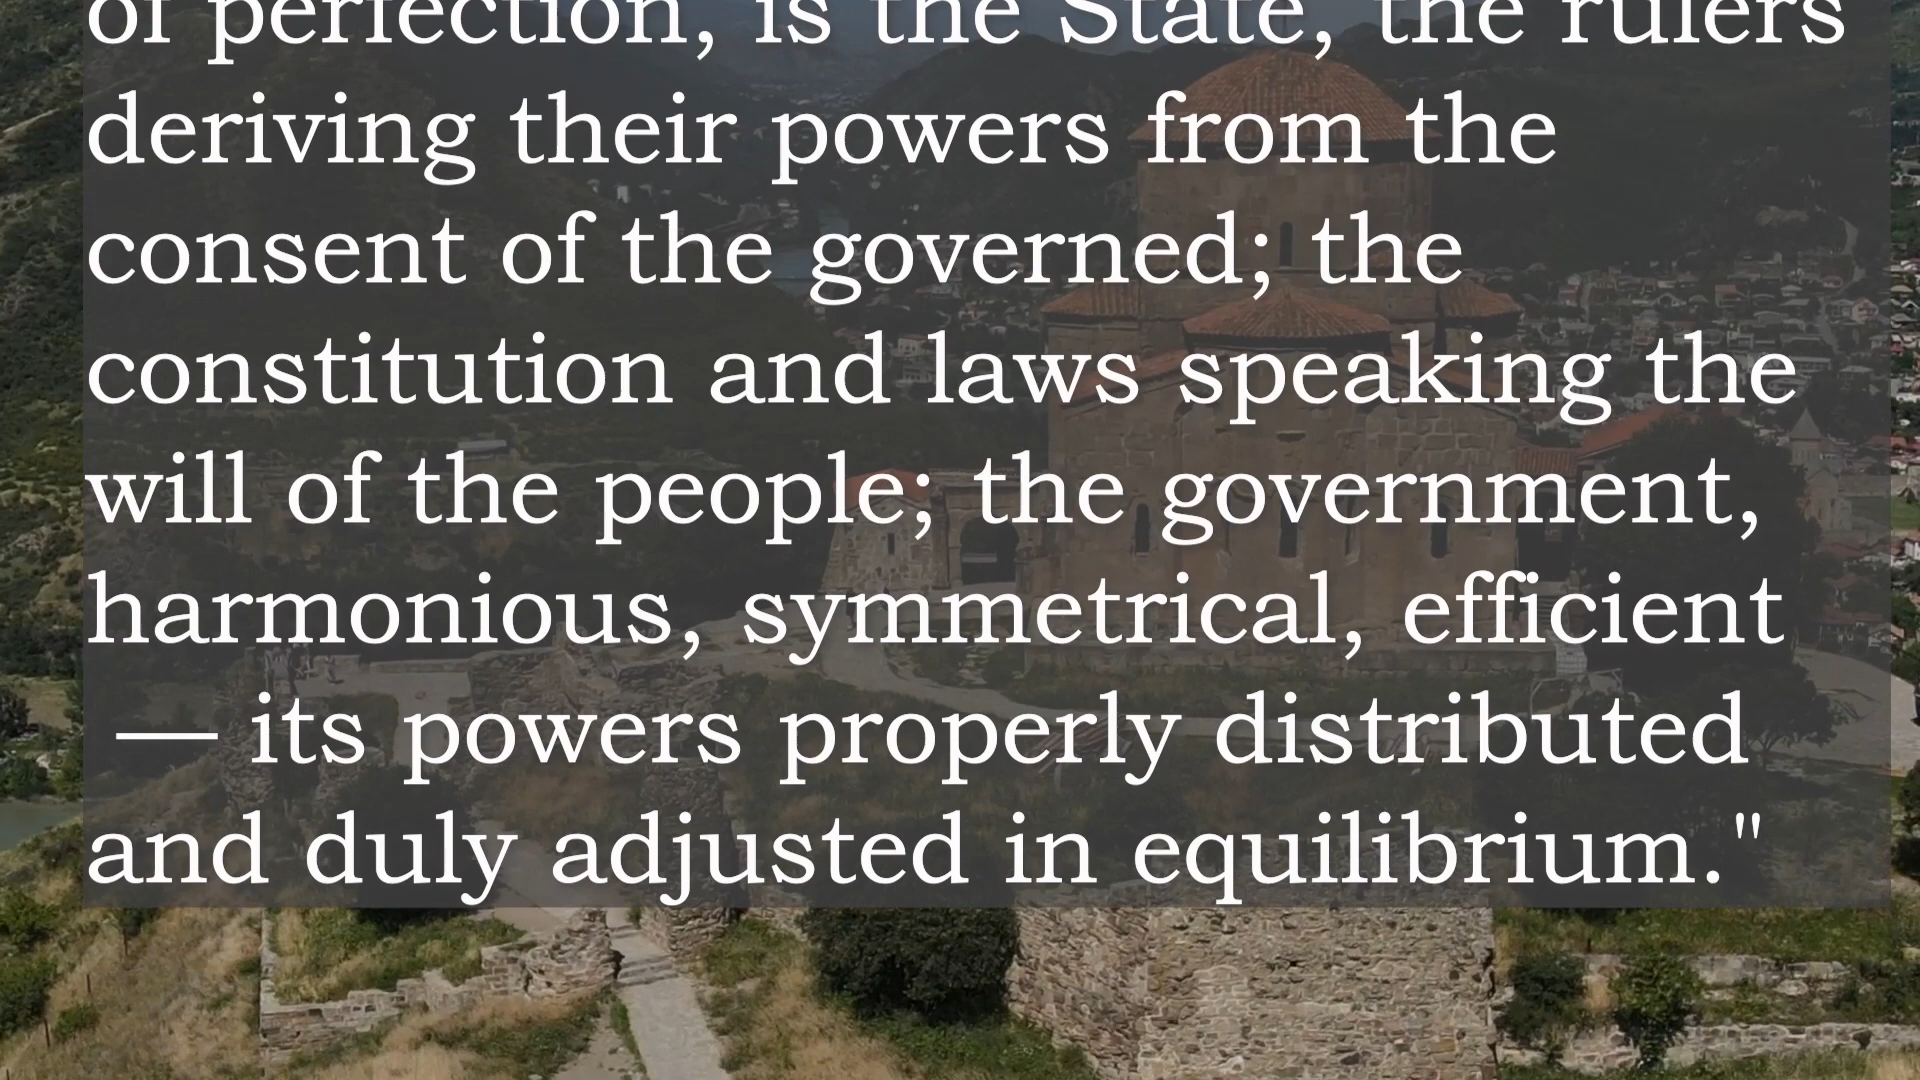 of perfection, is the State, the rulers
deriving their powers from the
consent of the governed; the
constitution and laws speaking the
will of the people; the government,
harmonious, symmetrical, efficient
— its powers properly distributed
and duly adjusted in equilibrium."